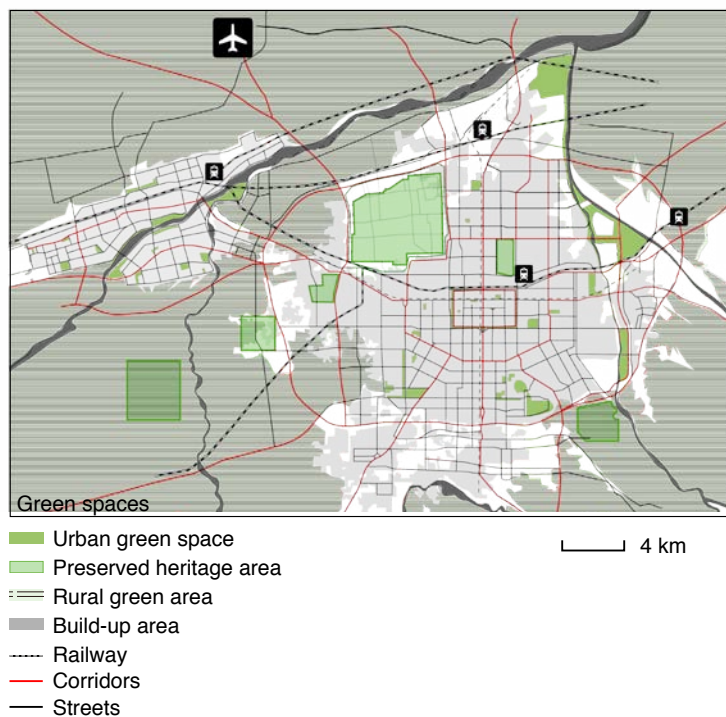 Green spaces
Urban green space
4 km
Preserved heritage area
Rural green area
Build-up area
Railway
Corridors
Streets